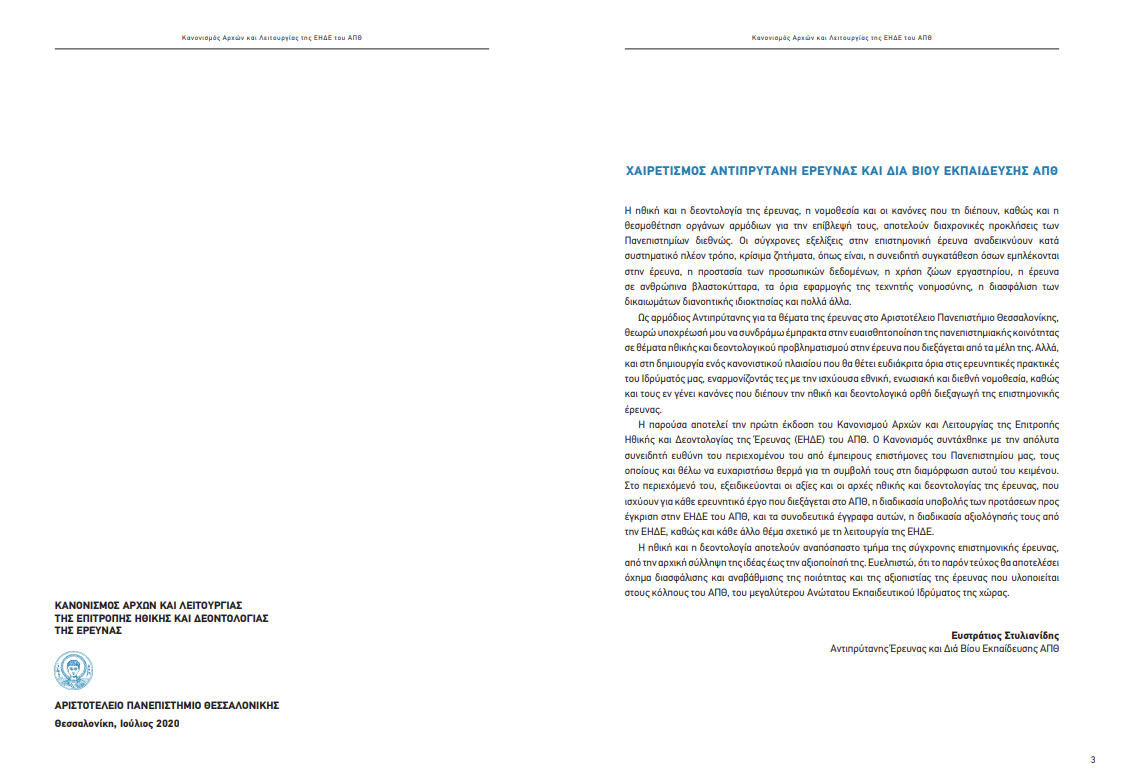 Κανονισμός Αρχών και Λειτουργίας της ΕΗΔΕ του ΑΠΘ
ΚΑΝΟΝΙΣΜΟΣ ΑΡΧΩΝ ΚΑΙ ΛΕΙΤΟΥΡΓΙΑΣ
ΤΗΣ ΕΠΙΤΡΟΠΗΣ ΗΘΙΚΗΣ ΚΑΙ ΔΕΟΝΤΟΛΟΓΙΑΣ
ΤΗΣ ΕΡΕΥΝΑΣ
ΑΡΙΣΤΟΤΕΛΕΙΟ ΠΑΝΕΠΙΣΤΗΜΙΟ ΘΕΣΣΑΛΟΝΙΚΗΣ
Θεσσαλονίκη, Ιούλιος 2020
Κανονισμός Αρχών και Λειτουργίας της ΕΗΔΕ του ΑΠΘ
ΧΑΙΡΕΤΙΣΜΟΣ ΑΝΤΙΠΡΥΤΑΝΗ ΕΡΕΥΝΑΣ ΚΑΙ ΔΙΑ ΒΙΟΥ ΕΚΠΑΙΔΕΥΣΗΣ ΑΠΘ
Η ηθική και η δεοντολογία της έρευνας, η νομοθεσία και οι κανόνες που τη διέπουν, καθώς και η
θεσμοθέτηση οργάνων αρμόδιων για την επίβλεψή τους, αποτελούν διαχρονικές προκλήσεις των
Πανεπιστημίων διεθνώς. Οι σύγχρονες εξελίξεις στην επιστημονική έρευνα αναδεικνύουν κατά
συστηματικό πλέον τρόπο, κρίσιμα ζητήματα, όπως είναι, η συνειδητή συγκατάθεση όσων εμπλέκονται
στην έρευνα, η προστασία των προσωπικών δεδομένων, η χρήση ζώων εργαστηρίου, η έρευνα
σε ανθρώπινα βλαστοκύτταρα, τα όρια εφαρμογής της τεχνητής νοημοσύνης, η διασφάλιση των
δικαιωμάτων διανοητικής ιδιοκτησίας και πολλά άλλα.
Ως αρμόδιος Αντιπρύτανης για τα θέματα της έρευνας στο Αριστοτέλειο Πανεπιστήμιο Θεσσαλονίκης,
θεωρώ υποχρέωσή μου να συνδράμω έμπρακτα στην ευαισθητοποίηση της πανεπιστημιακής κοινότητας
σε θέματα ηθικής και δεοντολογικού προβληματισμού στην έρευνα που διεξάγεται από τα μέλη της. Αλλά,
και στη δημιουργία ενός κανονιστικού πλαισίου που θα θέτει ευδιάκριτα όρια στις ερευνητικές πρακτικές
του Ιδρύματός μας, εναρμονίζοντάς τες με την ισχύουσα εθνική, ενωσιακή και διεθνή νομοθεσία, καθώς
και τους εν γένει κανόνες που διέπουν την ηθική και δεοντολογικά ορθή διεξαγωγή της επιστημονικής
έρευνας.
Η παρούσα αποτελεί την πρώτη έκδοση του Κανονισμού Αρχών και Λειτουργίας της Επιτροπής
Ηθικής και Δεοντολογίας της Έρευνας (ΕΗΔΕ) του ΑΠΘ. Ο Κανονισμός συντάχθηκε με την απόλυτα
συνειδητή ευθύνη του περιεχομένου του από έμπειρους επιστήμονες του Πανεπιστημίου μας, τους
οποίους και θέλω να ευχαριστήσω θερμά για τη συμβολή τους στη διαμόρφωση αυτού του κειμένου.
Στο περιεχόμενό του, εξειδικεύονται οι αξίες και οι αρχές ηθικής και δεοντολογίας της έρευνας, που
ισχύουν για κάθε ερευνητικό έργο που διεξάγεται στο ΑΠΘ, η διαδικασία υποβολής των προτάσεων προς
έγκριση στην ΕΗΔΕ του ΑΠΘ, και τα συνοδευτικά έγγραφα αυτών, η διαδικασία αξιολόγησής τους από
την ΕΗΔΕ, καθώς και κάθε άλλο θέμα σχετικό με τη λειτουργία της ΕΗΔΕ.
Η ηθική και η δεοντολογία αποτελούν αναπόσπαστο τμήμα της σύγχρονης επιστημονικής έρευνας,
από την αρχική σύλληψη της ιδέας έως την αξιοποίησή της. Ευελπιστώ, ότι το παρόν τεύχος θα αποτελέσει
όχημα διασφάλισης και αναβάθμισης της ποιότητας και της αξιοπιστίας της έρευνας που υλοποιείται
στους κόλπους του ΑΠΘ, του μεγαλύτερου Ανώτατου Εκπαιδευτικού Ιδρύματος της χώρας.
Ευστράτιος Στυλιανίδης
Αντιπρύτανης Έρευνας και Διά Βίου Εκπαίδευσης ΑΠΘ
3